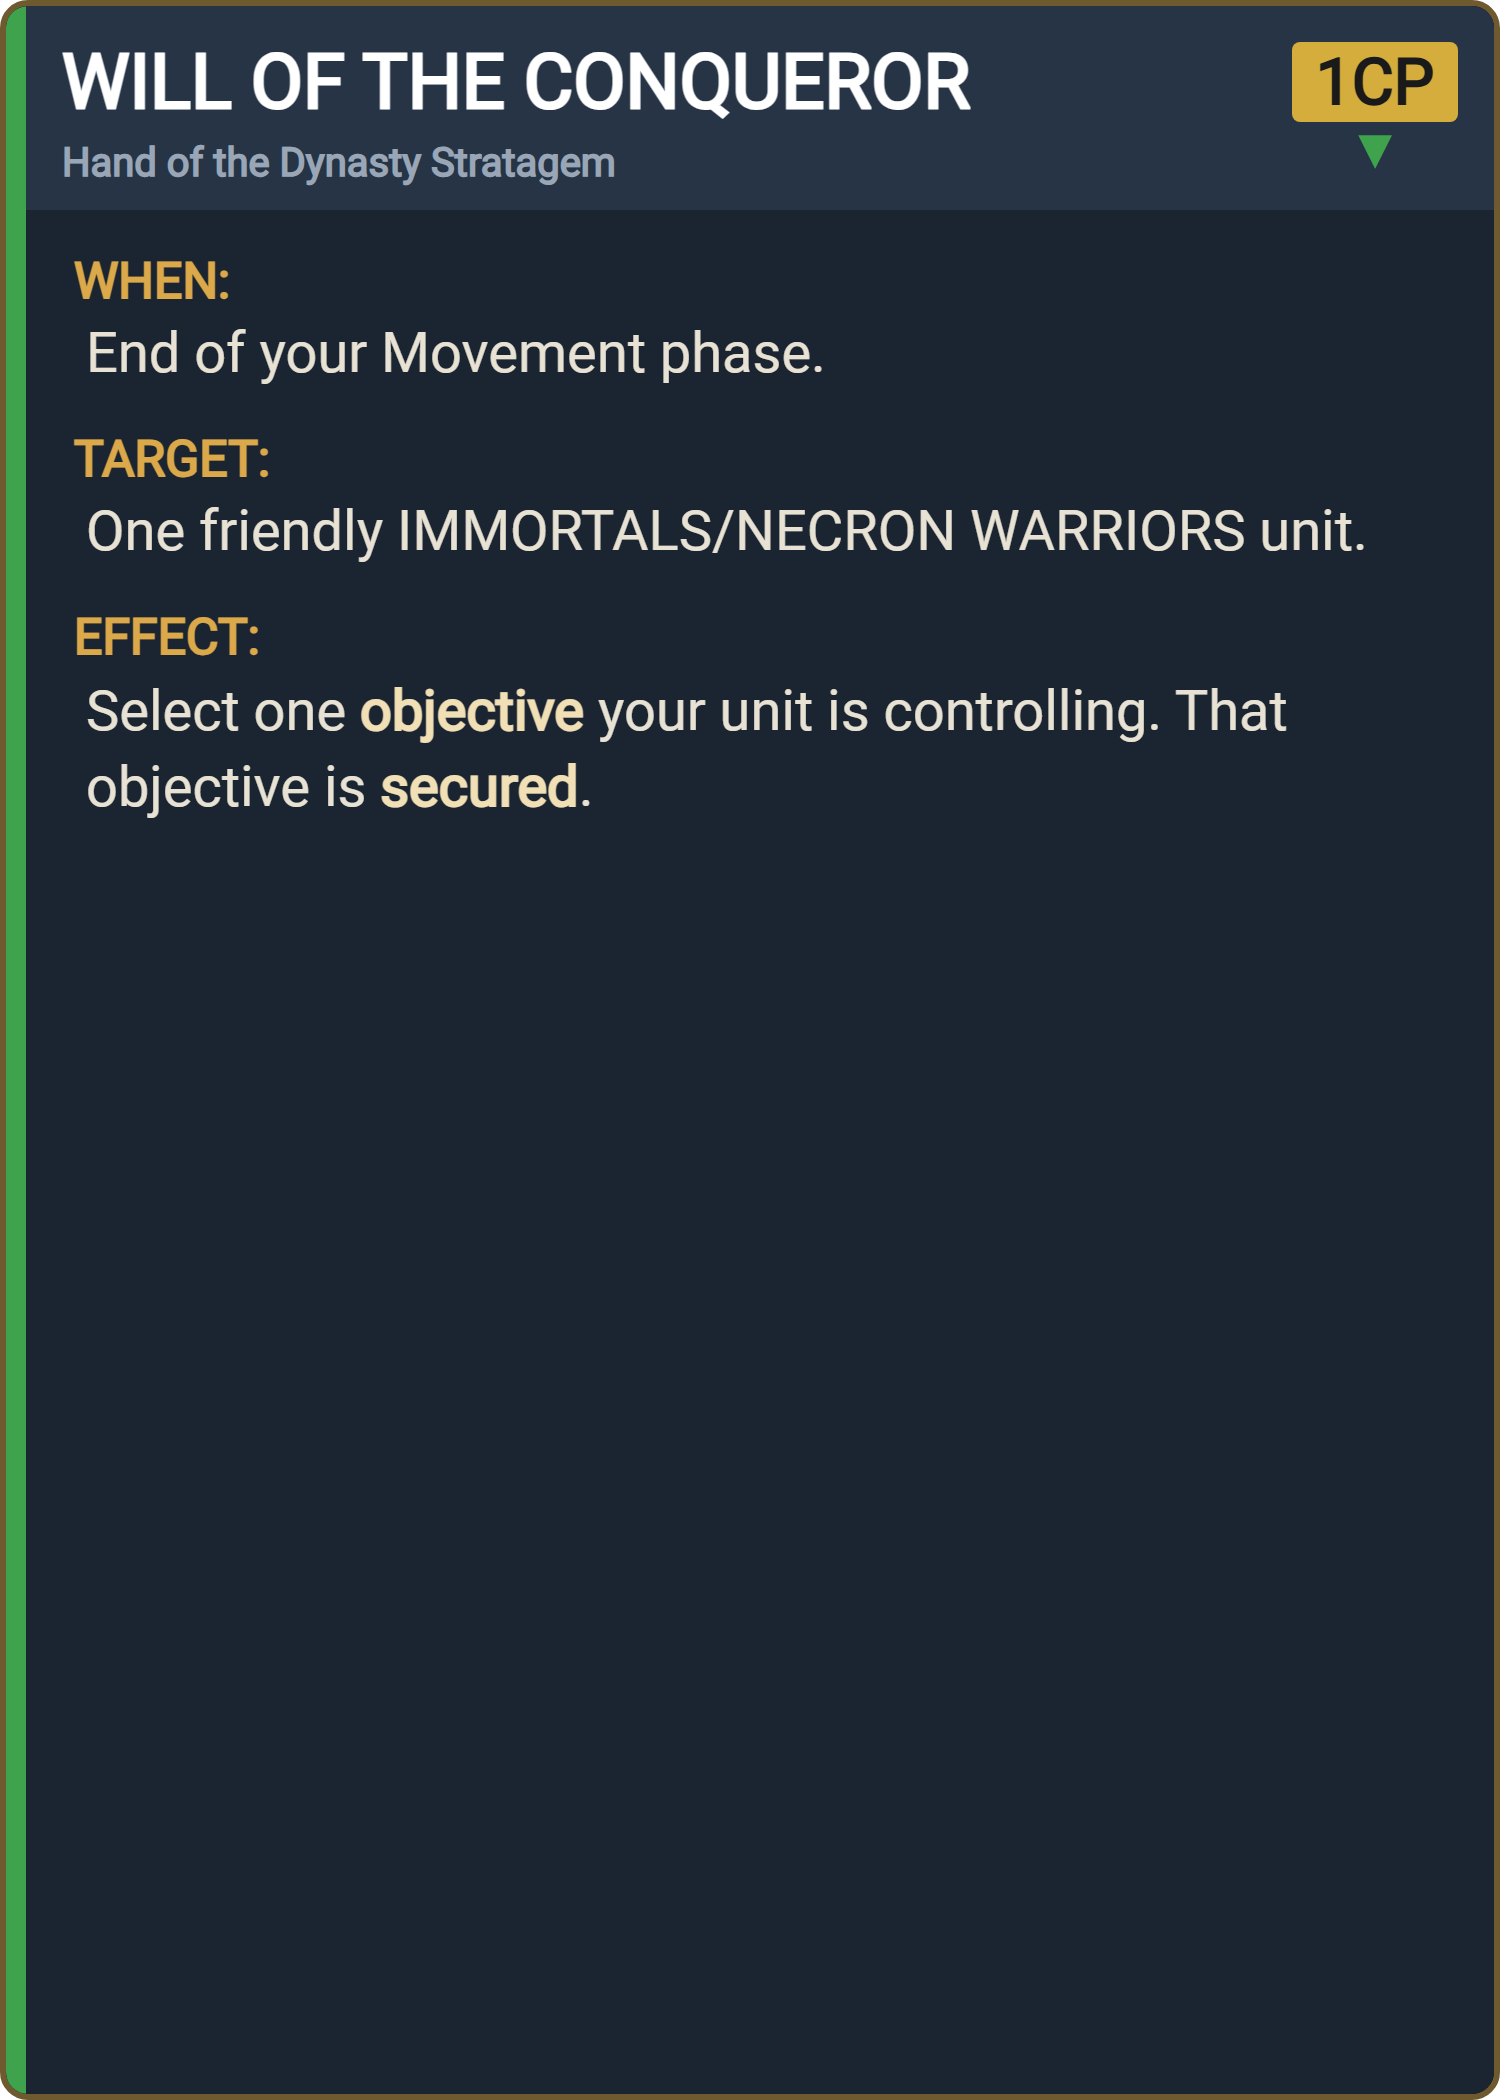 WILL OF THE CONQUEROR
1CP
Hand of the Dynasty Stratagem
WHEN:
End of your Movement phase.
TARGET:
One friendly IMMORTALS/NECRON WARRIORS unit.
EFFECT:
Select one objective your unit is controlling. That
objective is secured.